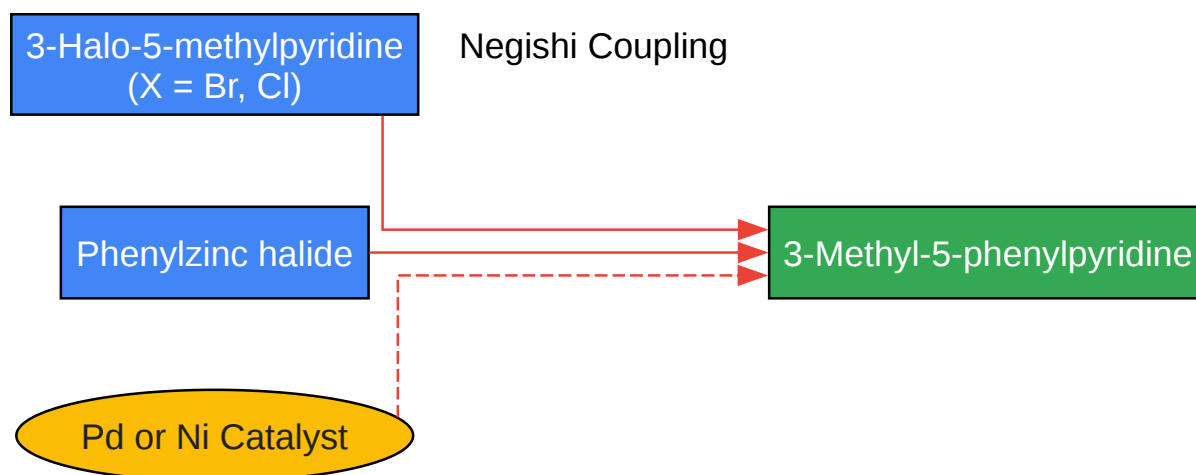 3-Halo-5-methylpyridine
(X = Br, Cl)
Negishi Coupling
Phenylzinc halide
3-Methyl-5-phenylpyridine
Pd or Ni Catalyst